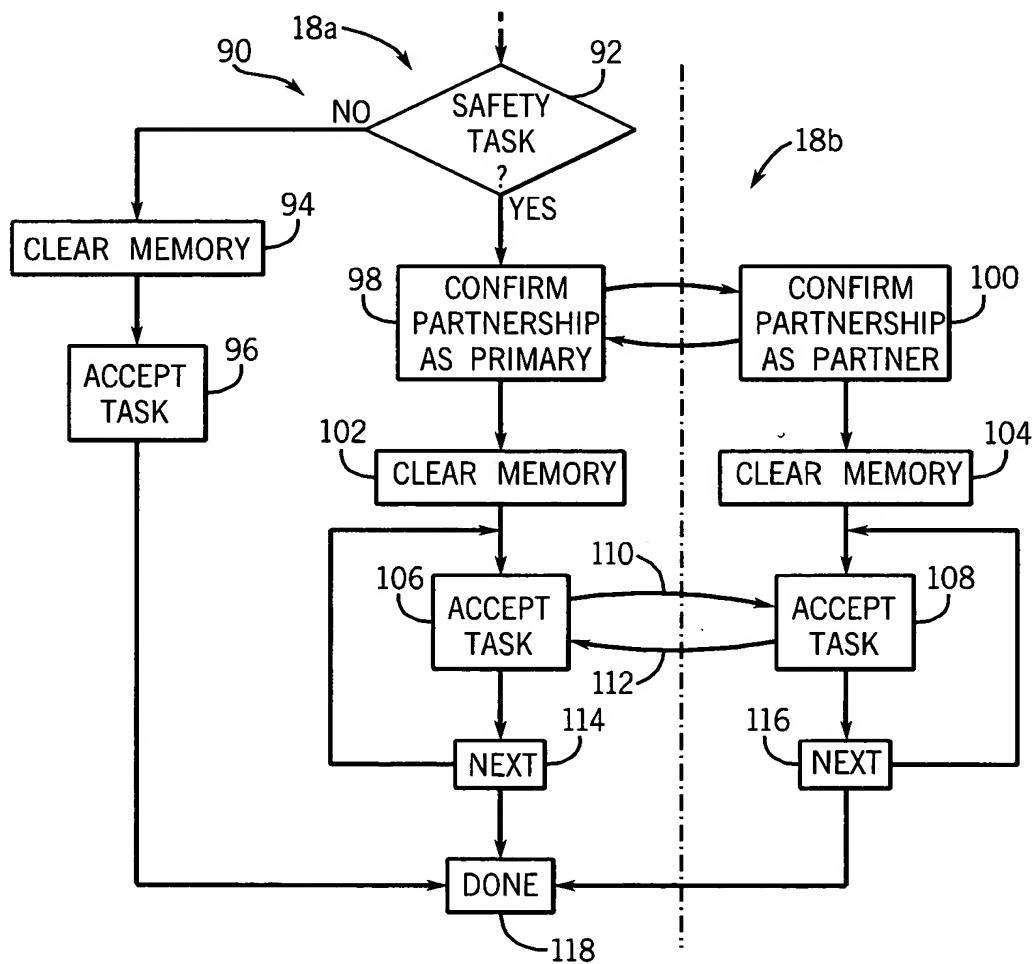 18a
90
92
SAFETY
TASK
?
NO
YES
18b
94
CLEAR MEMORY
98
CONFIRM
PARTNERSHIP
AS PRIMARY
CONFIRM
PARTNERSHIP
AS PARTNER
100
96
ACCEPT
TASK
102
CLEAR MEMORY
104
CLEAR MEMORY
106
ACCEPT
TASK
110
112
108
ACCEPT
TASK
114
NEXT
116
NEXT
DONE
118